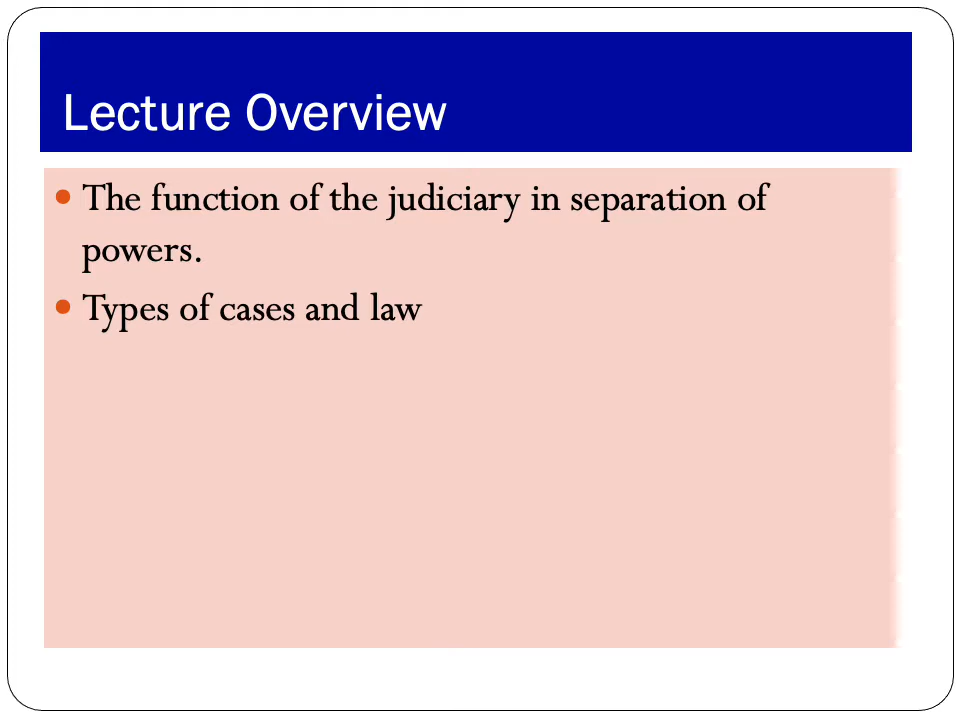 Lecture Overview
• The function of the judiciary in separation of
powers.
• Types of cases and law